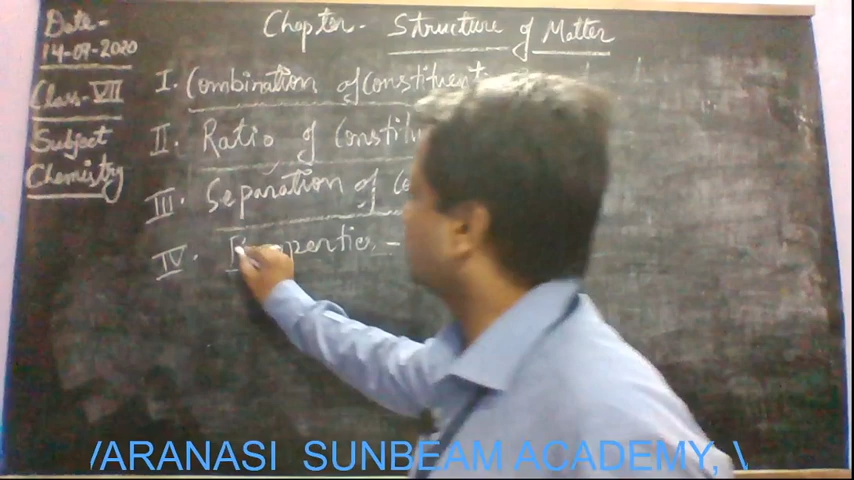 Date-
14-09-2020
Class-VII
Subject
Chemistry
Chapter- Structure of Matter
I. Combination of Constituent
II. Ratio of
III. Separation of
IV.
VARANASI SUNBEAM ACADEMY, V